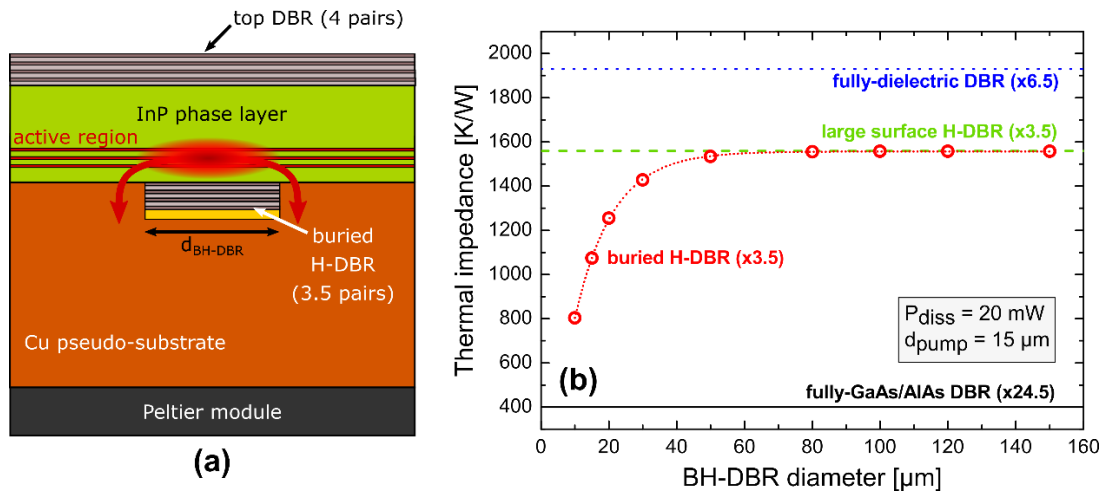 top DBR (4 pairs)
InP phase layer
active region
d_BH-DBR
buried
H-DBR
(3.5 pairs)
Cu pseudo-substrate
Peltier module
(a)
Thermal impedance [K/W]
2000
1800
1600
1400
1200
1000
800
600
400
fully-dielectric DBR (x6.5)
large surface H-DBR (x3.5)
buried H-DBR (x3.5)
P_diss = 20 mW
d_pump = 15 µm
(b)
fully-GaAs/AlAs DBR (x24.5)
0 20 40 60 80 100 120 140 160
BH-DBR diameter [µm]